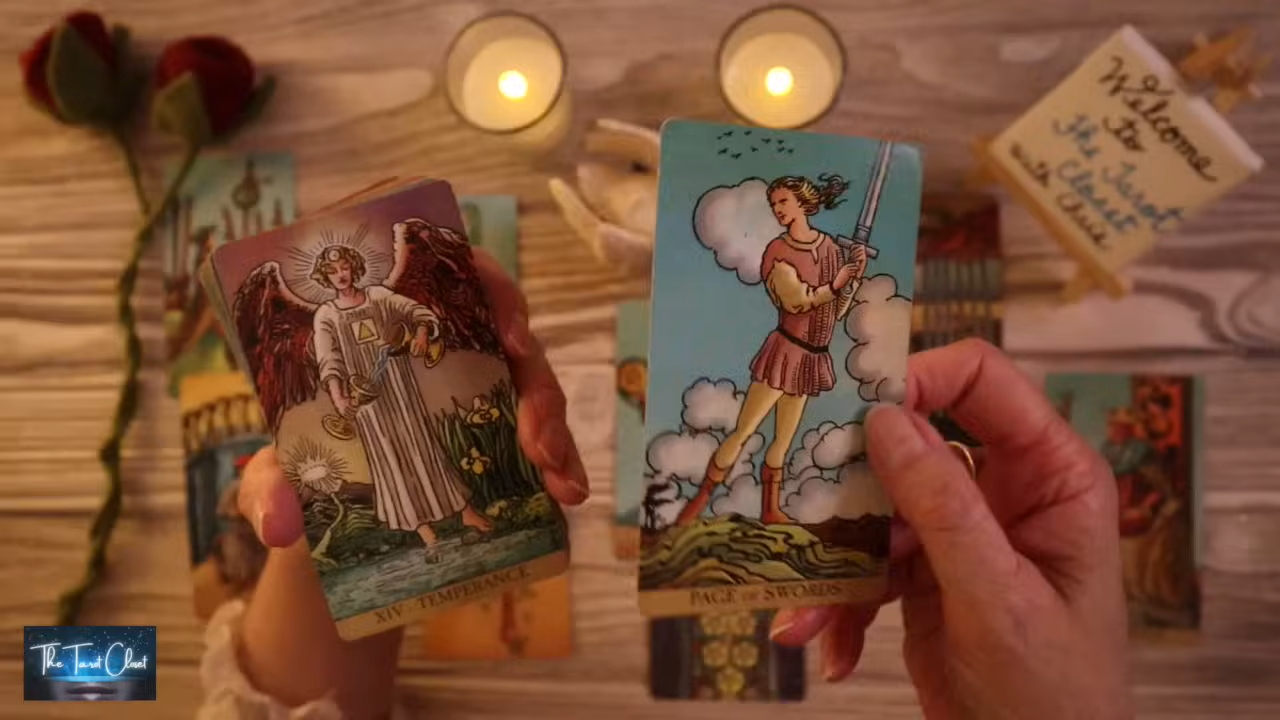 Welcome
To
The Tarot
Closet
with Chris
XIV TEMPERANCE
PAGE OF SWORDS
The Tarot Closet